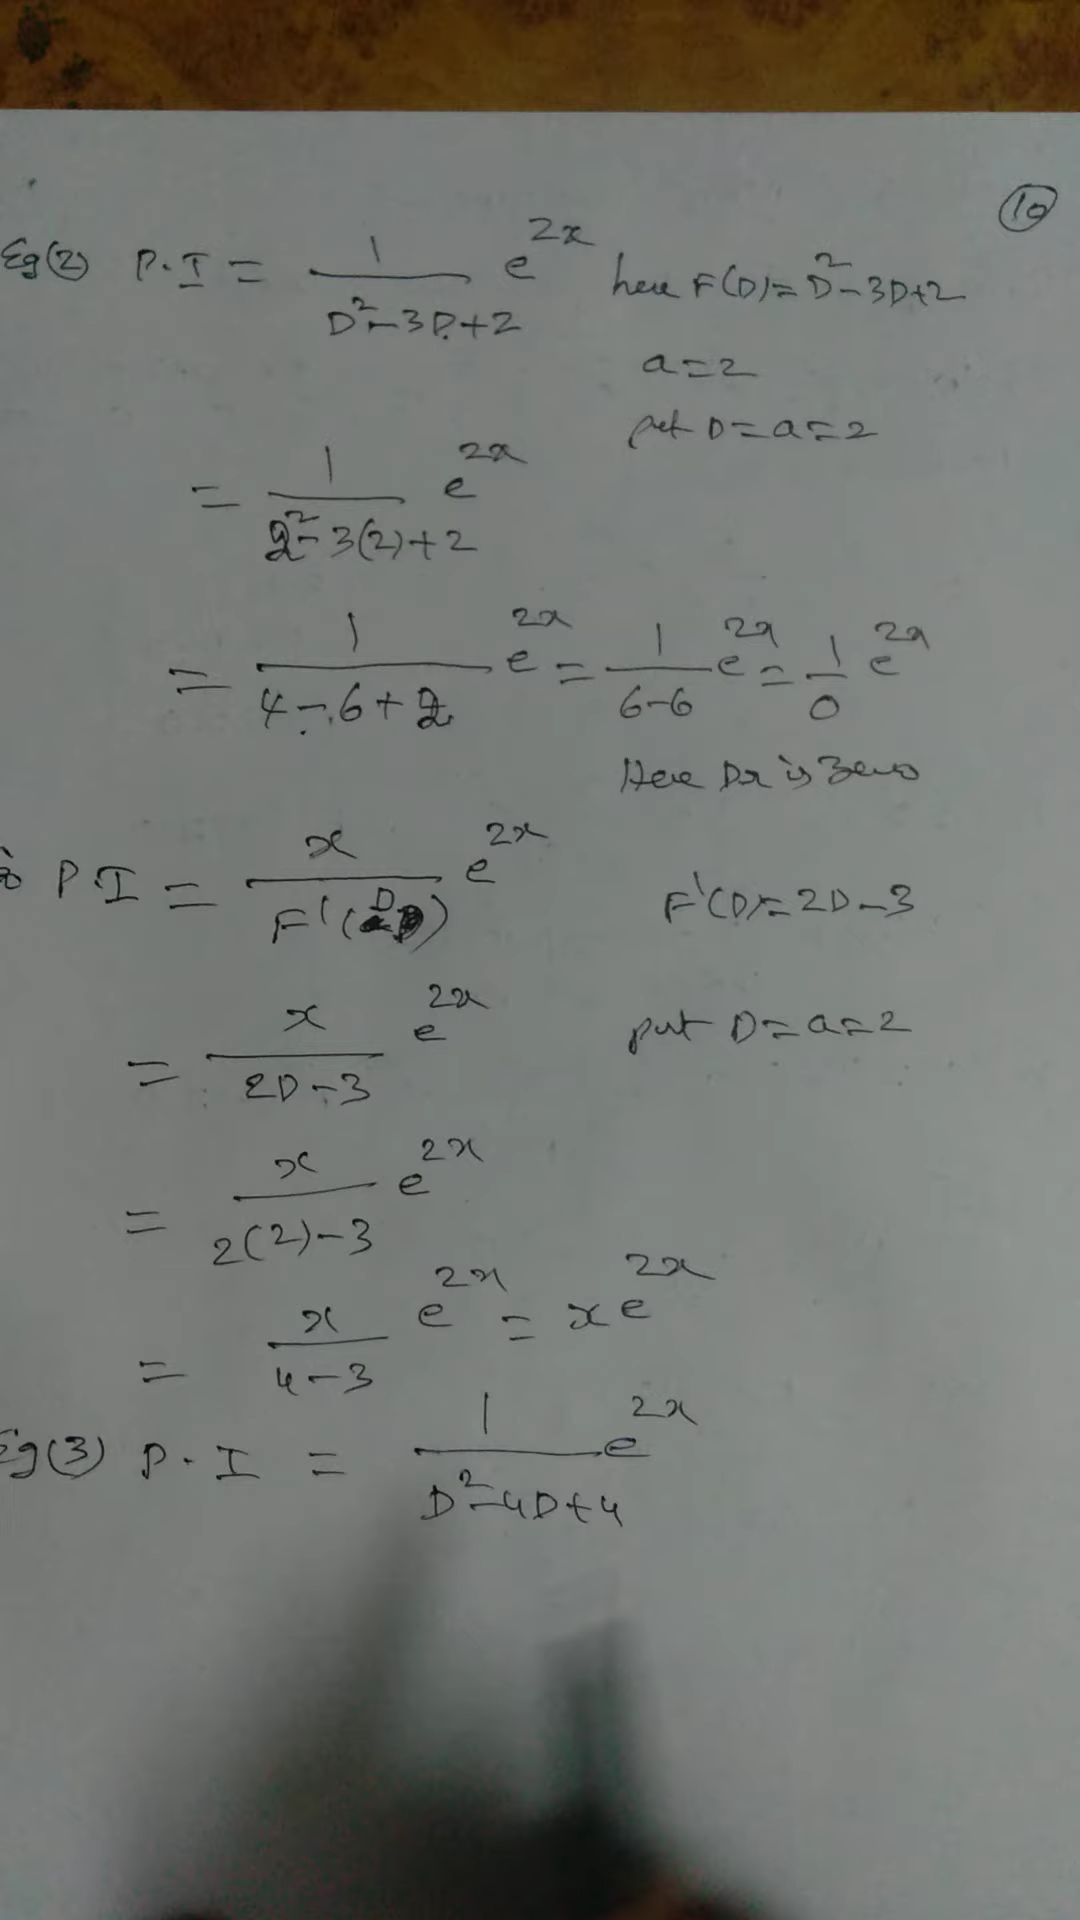 10
Eg(2) P.I = 1/(D²-3D+2) e^2x here F(D)= D²-3D+2
a=2
put D=a=2
= 1/(2²-3(2)+2) e^2x
= 1/(4-6+2) e^2x = 1/(6-6) e^2x = 1/0 e^2x
Here Dr is Zero
P.I = x/F'(D) e^2x F'(D)=2D-3
= x/(2D-3) e^2x put D=a=2
= x/(2(2)-3) e^2x
= x/(4-3) e^2x = x e^2x
Eg(3) P.I = 1/(D²-4D+4) e^2x